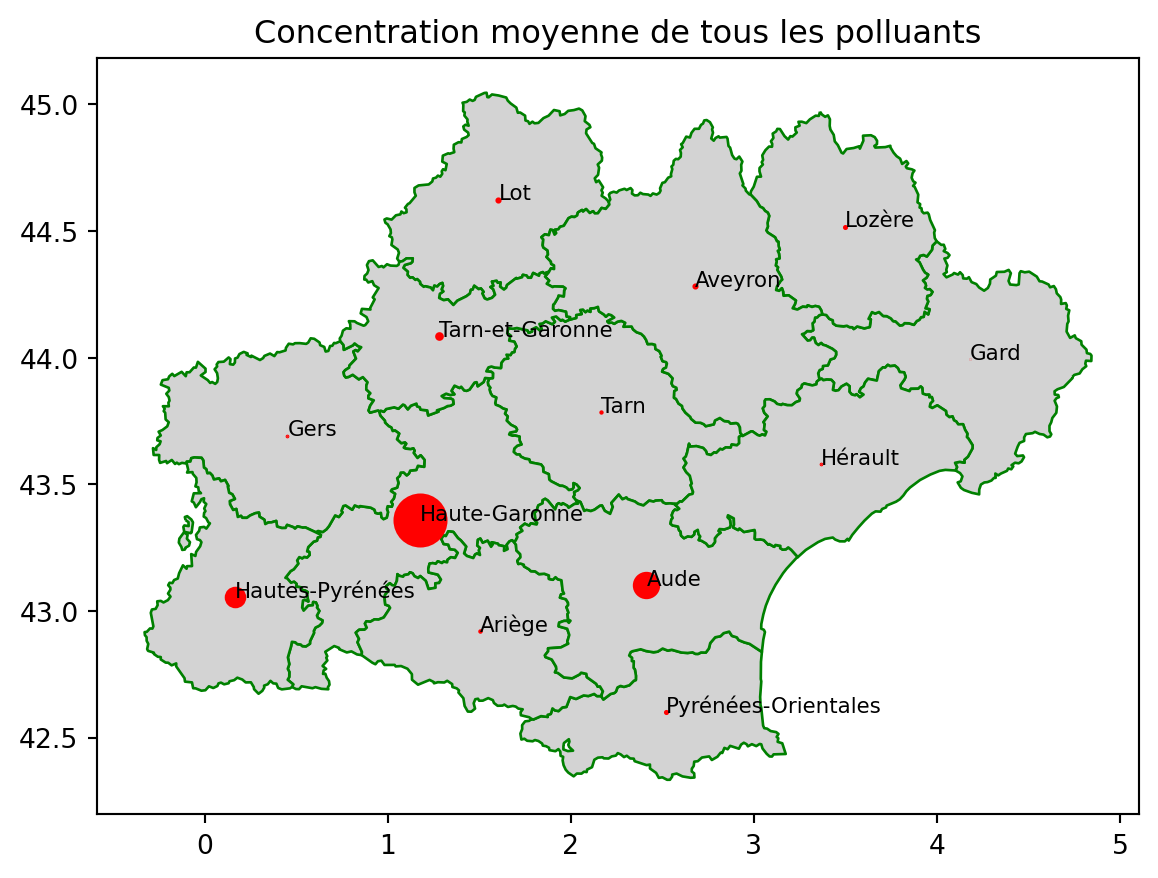 Concentration moyenne de tous les polluants
45.0
44.5
44.0
43.5
43.0
42.5
Lot
Lozère
Aveyron
Tarn-et-Garonne
Gard
Tarn
Gers
Hérault
Haute-Garonne
Aude
Hautes-Pyrénées
Ariège
Pyrénées-Orientales
0 1 2 3 4 5